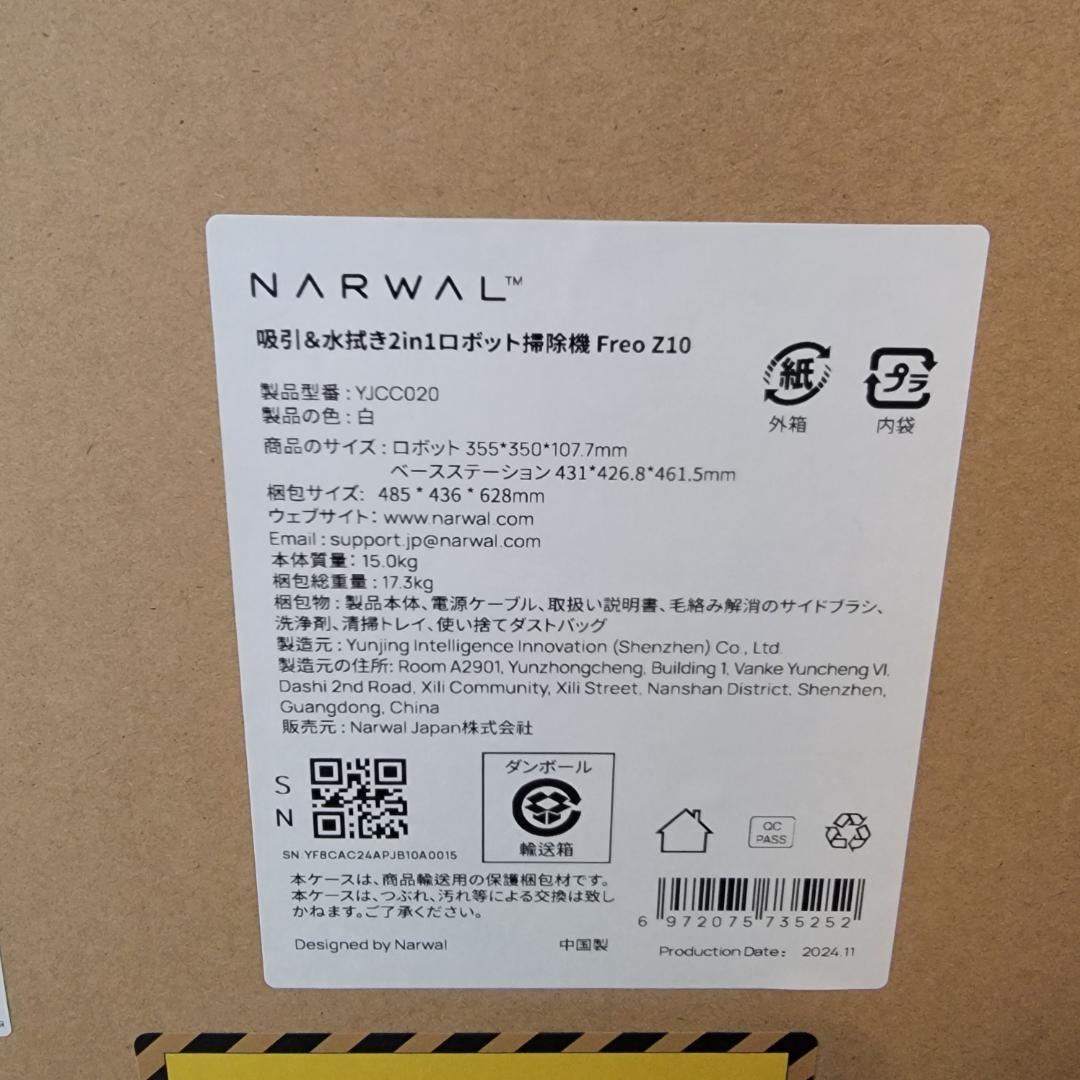 NARWAL™
吸引&水拭き2in1ロボット掃除機 Freo Z10
製品型番：YJCC020
製品の色：白
商品のサイズ：ロボット 355*350*107.7mm
ベースステーション 431*426.8*461.5mm
梱包サイズ： 485 * 436 * 628mm
ウェブサイト：www.narwal.com
Email：support.jp@narwal.com
本体質量：15.0kg
梱包総重量：17.3kg
梱包物：製品本体、電源ケーブル、取扱い説明書、毛絡み解消のサイドブラシ、
洗浄剤、清掃トレイ、使い捨てダストバッグ
製造元：Yunjing Intelligence Innovation (Shenzhen) Co., Ltd.
製造元の住所：Room A2901, Yunzhongcheng, Building 1, Vanke Yuncheng VI,
Dashi 2nd Road, Xili Community, Xili Street, Nanshan District, Shenzhen,
Guangdong, China
販売元：Narwal Japan株式会社
紙
外箱
プラ
内袋
SN
SN:YF8CAC24APJB10A0015
ダンボール
輸送箱
QC
PASS
本ケースは、商品輸送用の保護梱包材です。
本ケースは、つぶれ、汚れ等による交換は致し
かねます。ご了承ください。
6 972075 735252
Designed by Narwal
中国製
Production Date： 2024.11